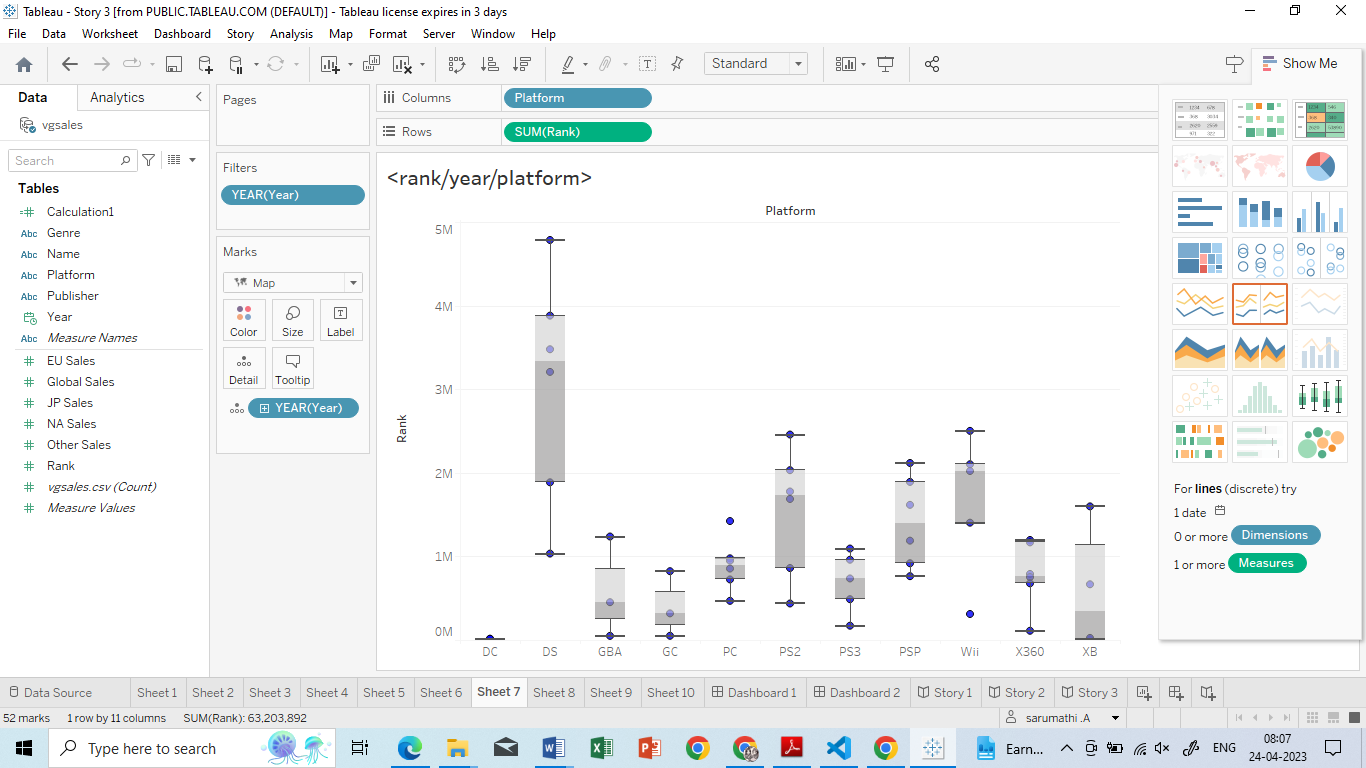 Tableau - Story 3 [from PUBLIC.TABLEAU.COM (DEFAULT)] - Tableau license expires in 3 days
File Data Worksheet Dashboard Story Analysis Map Format Server Window Help
Standard
Show Me
Data Analytics
vgsales
Search
Tables
Calculation1
Abc Genre
Abc Name
Abc Platform
Abc Publisher
Year
Abc Measure Names
EU Sales
Global Sales
JP Sales
NA Sales
Other Sales
Rank
vgsales.csv (Count)
Measure Values
Pages
Filters
YEAR(Year)
Marks
Map
Color Size Label
Detail Tooltip
YEAR(Year)
Columns Platform
Rows SUM(Rank)
<rank/year/platform>
Platform
5M
4M
3M
2M
1M
0M
Rank
DC DS GBA GC PC PS2 PS3 PSP Wii X360 XB
For lines (discrete) try
1 date
0 or more Dimensions
1 or more Measures
Data Source Sheet 1 Sheet 2 Sheet 3 Sheet 4 Sheet 5 Sheet 6 Sheet 7 Sheet 8 Sheet 9 Sheet 10 Dashboard 1 Dashboard 2 Story 1 Story 2 Story 3
52 marks 1 row by 11 columns SUM(Rank): 63,203,892 sarumathi .A
Type here to search
Earn...
ENG
08:07
24-04-2023